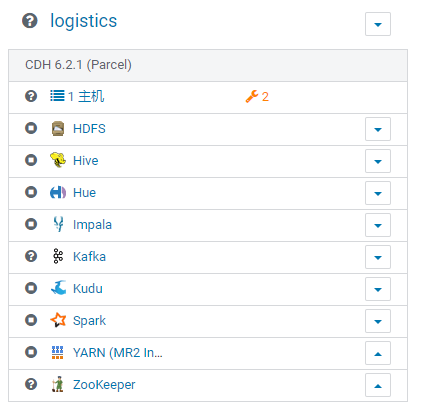 logistics
CDH 6.2.1 (Parcel)
1 主机 2
HDFS
Hive
Hue
Impala
Kafka
Kudu
Spark
YARN (MR2 In...
ZooKeeper